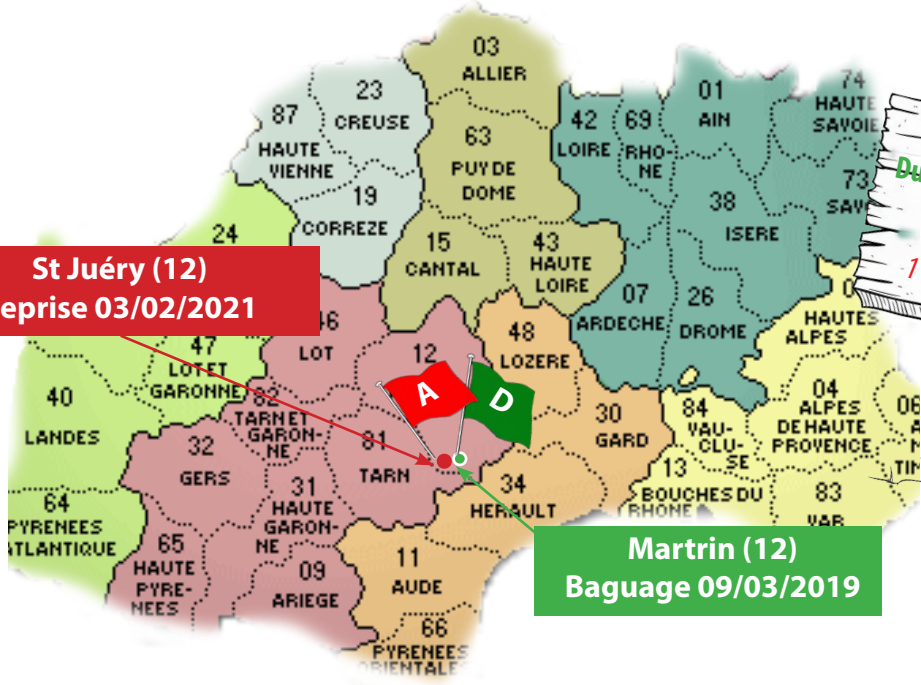 03
ALLIER
23
CREUSE
87
HAUTE
VIENNE
63
PUY DE
DOME
42
LOIRE
69
RHO-
NE
01
AIN
74
HAUTE
SAVOIE
73
38
ISERE
19
CORREZE
24
15
CANTAL
43
HAUTE
LOIRE
07
ARDECHE
26
DROME
HAUTES
ALPES
St Juéry (12)
eprise 03/02/2021
LOT
12
48
LOZERE
47
LOT ET
GARONNE
40
LANDES
82
TARN ET
GARON-
NE
A
D
32
GERS
81
TARN
30
GARD
84
VAU-
CLU-
SE
04
ALPES
DE HAUTE
PROVENCE
06
13
BOUCHES DU
RHONE
83
VAR
34
HERAULT
31
HAUTE
GARON-
NE
64
PYRENEES
ATLANTIQUE
65
HAUTE
PYRE-
NEES
09
ARIEGE
11
AUDE
66
PYRENEES
ORIENTALE
Martrin (12)
Baguage 09/03/2019